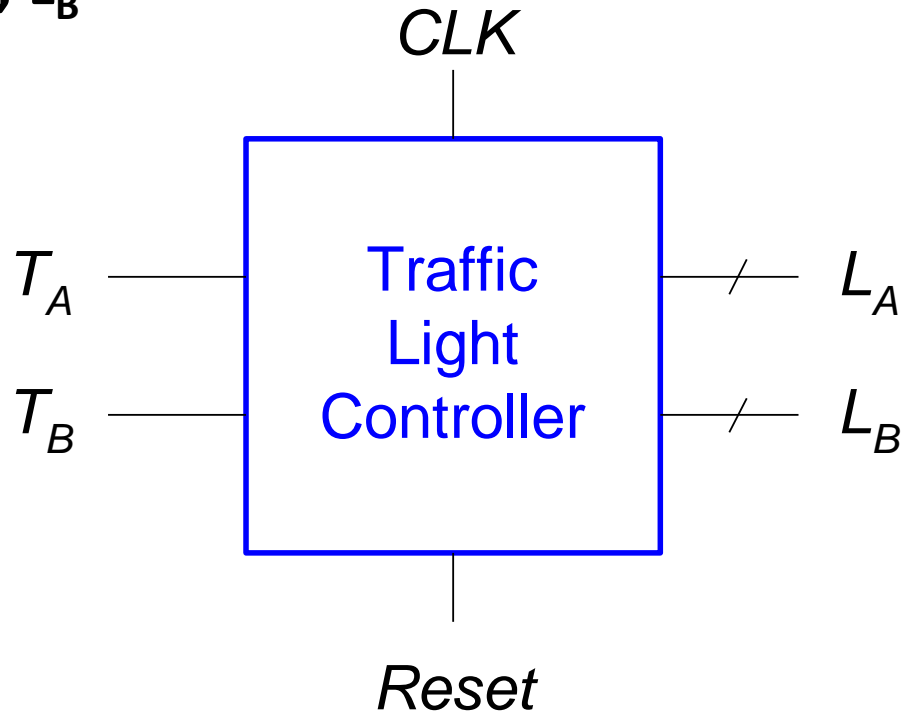 CLK
T_A
Traffic
Light
Controller
L_A
T_B
L_B
Reset